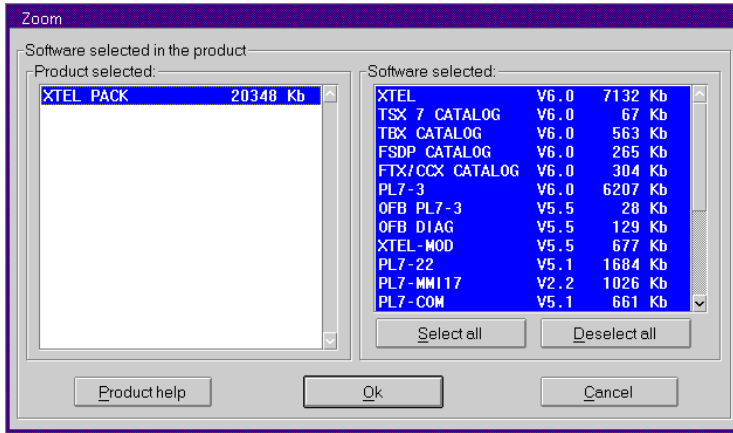 Zoom
Software selected in the product
Product selected:
XTEL PACK 20348 Kb
Software selected:
XTEL V6.0 7132 Kb
TSX 7 CATALOG V6.0 67 Kb
TBX CATALOG V6.0 563 Kb
FSDP CATALOG V6.0 265 Kb
FTX/CCX CATALOG V6.0 304 Kb
PL7-3 V6.0 6207 Kb
OFB PL7-3 V5.5 28 Kb
OFB DIAG V5.5 129 Kb
XTEL-MOD V5.5 677 Kb
PL7-22 V5.1 1684 Kb
PL7-MMI17 V2.2 1026 Kb
PL7-COM V5.1 661 Kb
Select all
Deselect all
Product help
Ok
Cancel